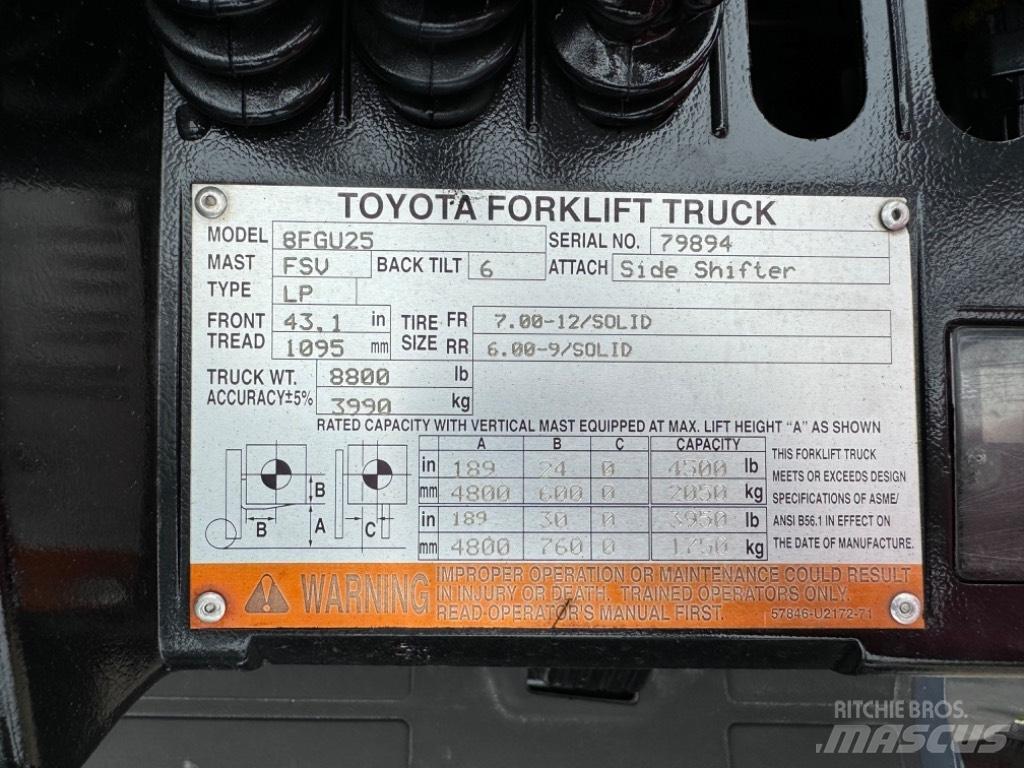 TOYOTA FORKLIFT TRUCK
MODEL 8FGU25 SERIAL NO. 79894
MAST FSV BACK TILT 6 ATTACH Side Shifter
TYPE LP
FRONT TREAD 43,1 in TIRE SIZE FR 7.00-12/SOLID
1095 mm RR 6.00-9/SOLID
TRUCK WT. 8800 lb
ACCURACY±5% 3990 kg
RATED CAPACITY WITH VERTICAL MAST EQUIPPED AT MAX. LIFT HEIGHT "A" AS SHOWN
A B C CAPACITY
in 189 24 0 4500 lb
mm 4800 600 0 2050 kg
in 189 30 0 3950 lb
mm 4800 760 0 1750 kg
B B A C
THIS FORKLIFT TRUCK
MEETS OR EXCEEDS DESIGN
SPECIFICATIONS OF ASME/
ANSI B56.1 IN EFFECT ON
THE DATE OF MANUFACTURE.
WARNING
IMPROPER OPERATION OR MAINTENANCE COULD RESULT
IN INJURY OR DEATH. TRAINED OPERATORS ONLY.
READ OPERATOR'S MANUAL FIRST. 57846-U2172-71
RITCHIE BROS.
MASCUS